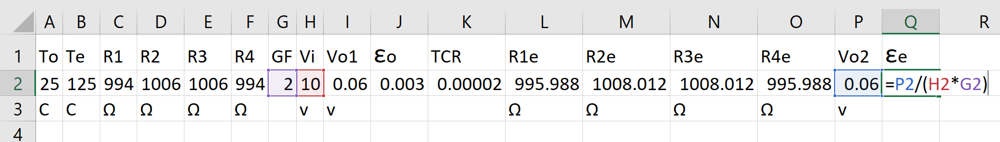 A B C D E F G H I J K L M N O P Q R
1 To Te R1 R2 R3 R4 GF Vi Vo1 εo TCR R1e R2e R3e R4e Vo2 εe
2 25 125 994 1006 1006 994 2 10 0.06 0.003 0.00002 995.988 1008.012 1008.012 995.988 0.06 =P2/(H2*G2)
3 C C Ω Ω Ω Ω v v Ω Ω Ω Ω v
4